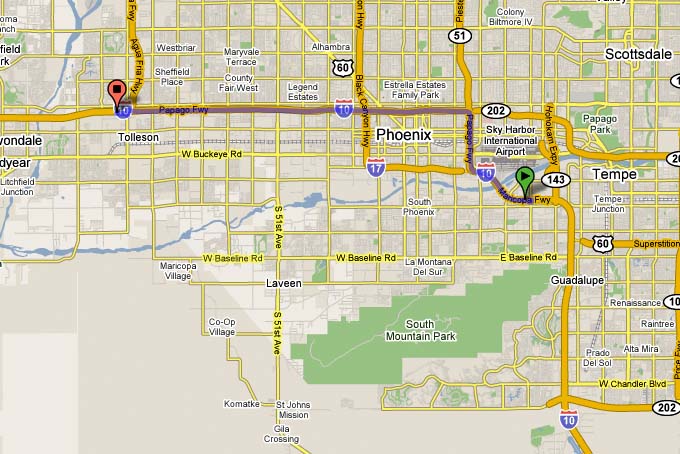 Colony
Biltmore IV
Pwy
Agua Fria Hwy
Westbriar
Maryvale
Terrace
Alhambra
51
Scottsdale
Sheffield
Place
60
County
Fair West
Legend
Estates
Estrella Estates
Family Park
Black Canyon Hwy
10
Papago Fwy
10
202
Hohokam Expy
Papago
Park
Tolleson
Phoenix
Papago Fwy
Sky Harbor
International
Airport
vondale
dyear
W Buckeye Rd
17
10
143
Tempe
Litchfield
Junction
Maricopa Fwy
South
Phoenix
Tempe
Junction
S 51st Ave
60
Superstition
W Baseline Rd
W Baseline Rd
E Baseline Rd
Maricopa
Village
La Montana
Del Sur
Laveen
Guadalupe
Renaissance
Co-Op
Village
S 51st Ave
South
Mountain Park
Raintree
Alta Mira
Prado
Del Sol
Price Fwy
W Chandler Blvd
Komatke
St Johns
Mission
202
10
Gila
Crossing